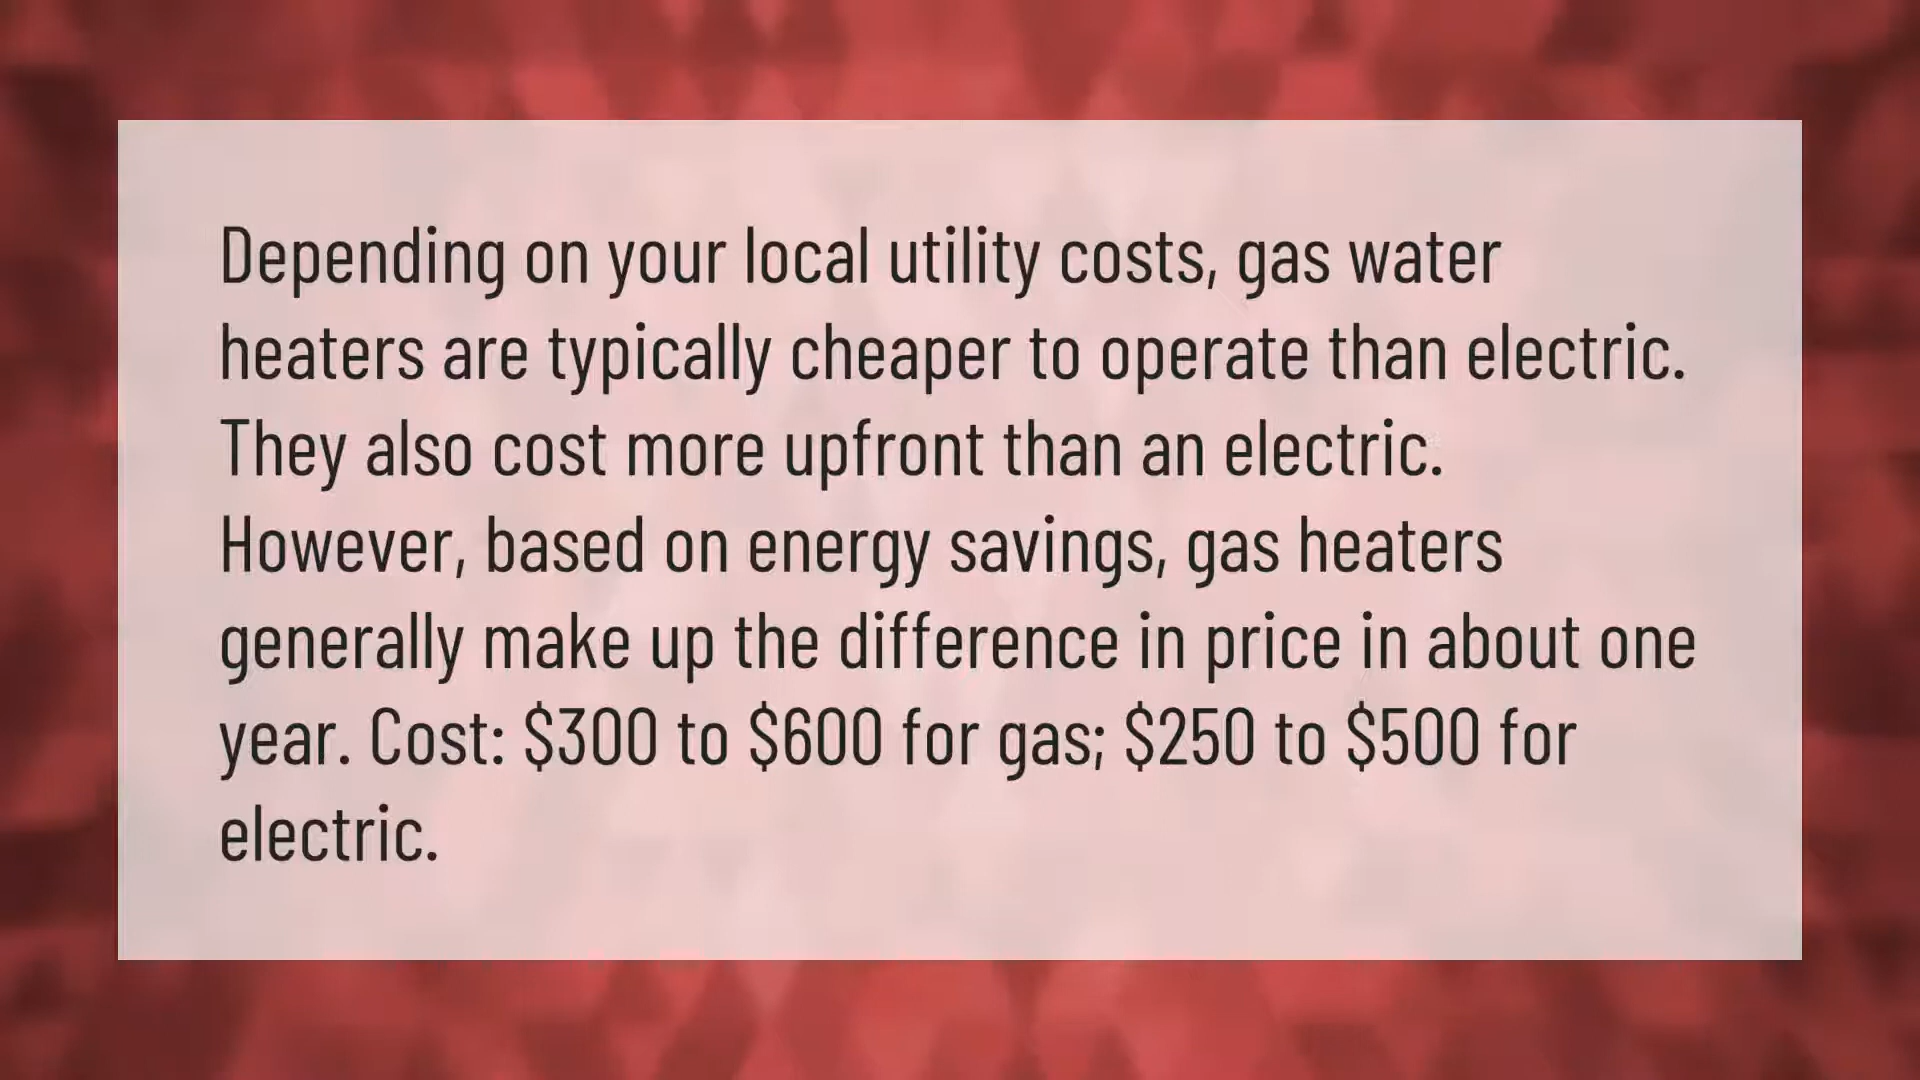 Depending on your local utility costs, gas water
heaters are typically cheaper to operate than electric.
They also cost more upfront than an electric.
However, based on energy savings, gas heaters
generally make up the difference in price in about one
year. Cost: $300 to $600 for gas; $250 to $500 for
electric.